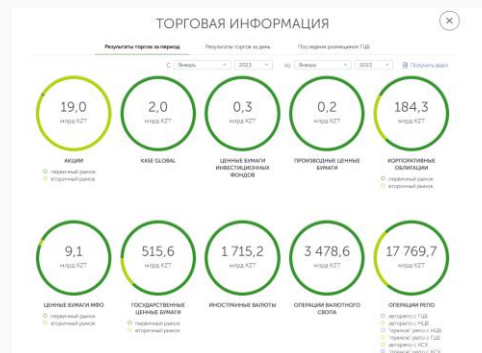 ТОРГОВАЯ ИНФОРМАЦИЯ
Результаты торгов за период Результаты торгов за день Последние размещения ГЦБ
С Январь 2023 по Январь 2023 Получить файл
19,0 2,0 0,3 0,2 184,3
млрд KZT млрд KZT млрд KZT млрд KZT млрд KZT
АКЦИИ KASE GLOBAL ЦЕННЫЕ БУМАГИ ПРОИЗВОДНЫЕ ЦЕННЫЕ КОРПОРАТИВНЫЕ
ИНВЕСТИЦИОННЫХ БУМАГИ ОБЛИГАЦИИ
ФОНДОВ
первичный рынок первичный рынок
вторичный рынок вторичный рынок
9,1 515,6 1 715,2 3 478,6 17 769,7
млрд KZT млрд KZT млрд KZT млрд KZT млрд KZT
ЦЕННЫЕ БУМАГИ МФО ГОСУДАРСТВЕННЫЕ ИНОСТРАННЫЕ ВАЛЮТЫ ОПЕРАЦИИ ВАЛЮТНОГО ОПЕРАЦИИ РЕПО
ЦЕННЫЕ БУМАГИ СВОПА
первичный рынок
вторичный рынок
первичный рынок
вторичный рынок
авторепо с ГЦБ
авторепо с НЦБ
"прямое" репо с НЦБ
"прямое" репо с ГЦБ
авторепо с КСУ
"прямое" репо с КСУ